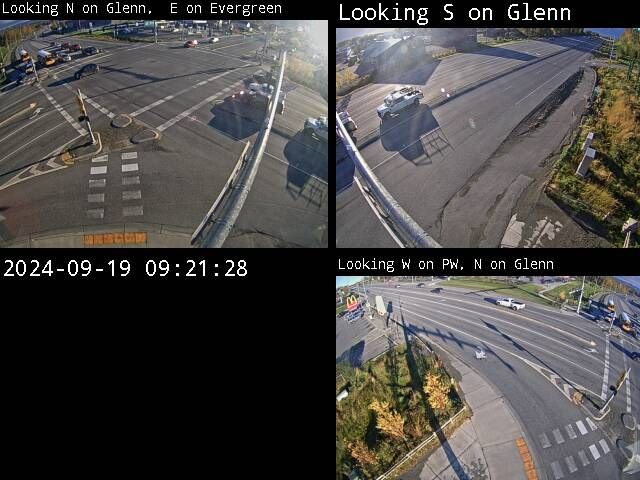 Looking N on Glenn, E on Evergreen
Looking S on Glenn
2024-09-19 09:21:28
Looking W on PW, N on Glenn